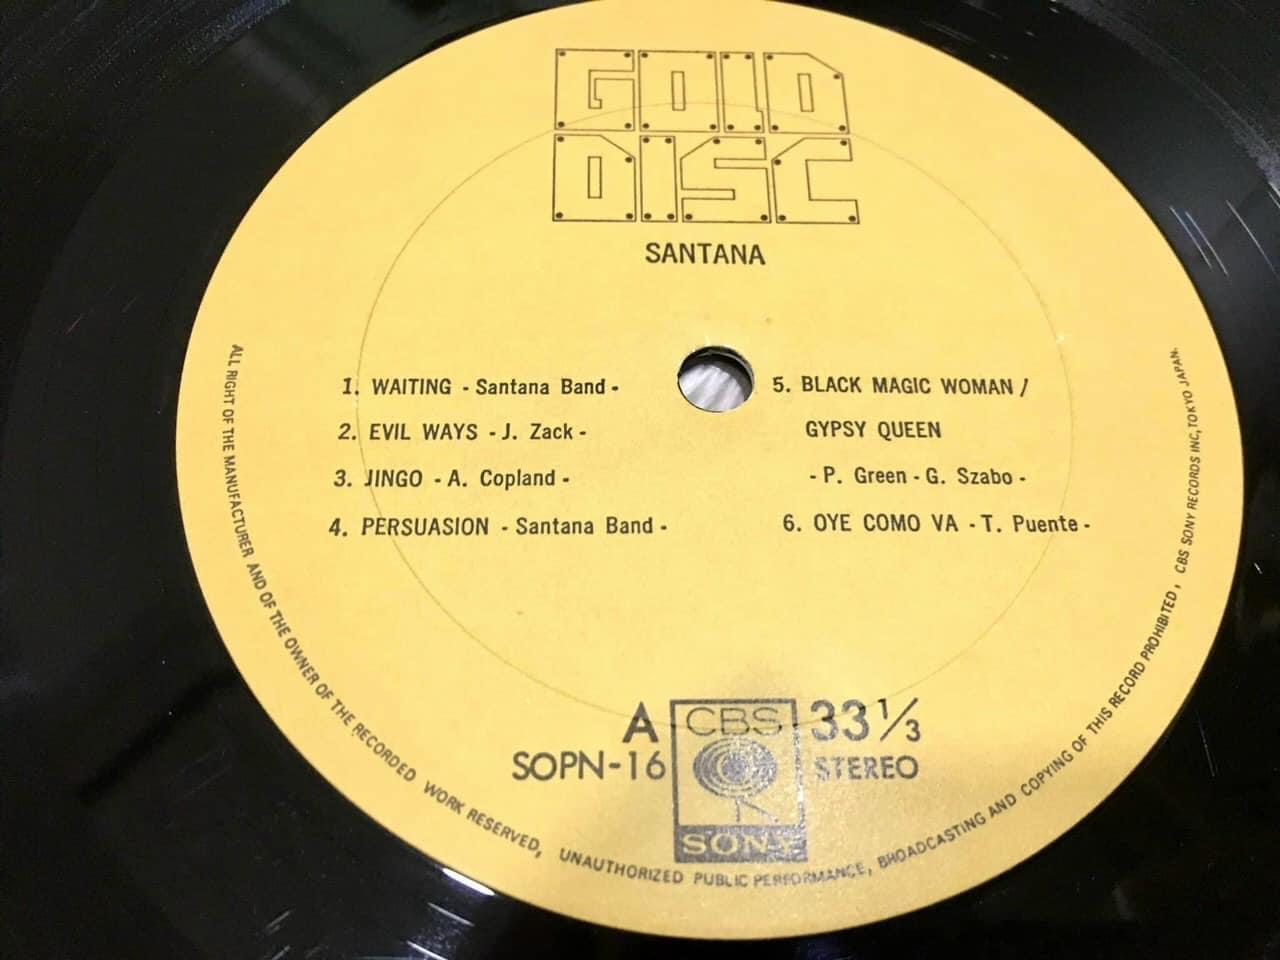 GOLD
DISC
SANTANA
1. WAITING - Santana Band -
2. EVIL WAYS - J. Zack -
3. JINGO - A. Copland -
4. PERSUASION - Santana Band -
5. BLACK MAGIC WOMAN /
GYPSY QUEEN
- P. Green - G. Szabo -
6. OYE COMO VA - T. Puente -
A
SOPN-16
CBS
SONY
33 1/3
STEREO
ALL RIGHT OF THE MANUFACTURER AND OF THE OWNER OF THE RECORDED WORK RESERVED, UNAUTHORIZED PUBLIC PERFORMANCE, BROADCASTING AND COPYING OF THIS RECORD PROHIBITED, CBS SONY RECORDS INC, TOKYO JAPAN.